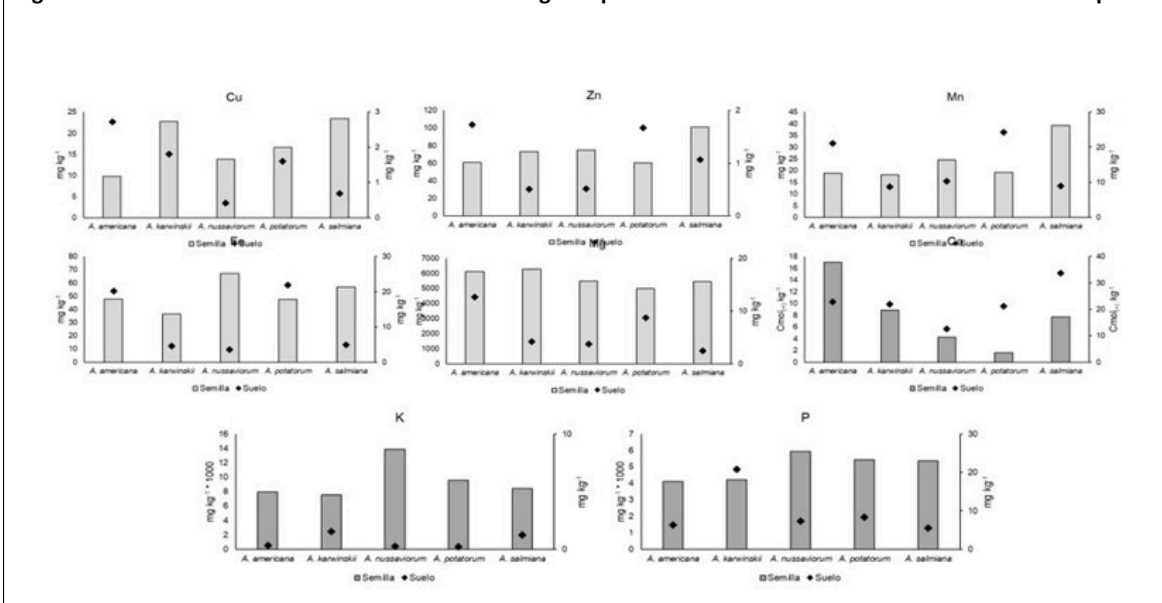 Cu
25
20
15
10
5
0
mg kg⁻¹
3
2
1
0
mg kg⁻¹
A. americana A. karwinskii A. nussaviorum A. potatorum A. salmiana
Semilla Suelo
Zn
120
100
80
60
40
20
0
mg kg⁻¹
2
1
0
mg kg⁻¹
A. americana A. karwinskii A. nussaviorum A. potatorum A. salmiana
Semilla Suelo
Mn
45
40
35
30
25
20
15
10
5
0
mg kg⁻¹
30
20
10
0
mg kg⁻¹
A. americana A. karwinskii A. nussaviorum A. potatorum A. salmiana
Semilla Suelo
80
70
60
50
40
30
20
10
0
mg kg⁻¹
30
20
10
0
mg kg⁻¹
A. americana A. karwinskii A. nussaviorum A. potatorum A. salmiana
Semilla Suelo
Mg
7000
6000
5000
4000
3000
2000
1000
0
mg kg⁻¹
20
10
0
mg kg⁻¹
A. americana A. karwinskii A. nussaviorum A. potatorum A. salmiana
Semilla Suelo
18
16
14
12
10
8
6
4
2
0
Cmol₍₊₎ kg⁻¹
40
30
20
10
0
Cmol₍₊₎ kg⁻¹
A. americana A. karwinskii A. nussaviorum A. potatorum A. salmiana
Semilla Suelo
K
16
14
12
10
8
6
4
2
0
mg kg⁻¹ * 1000
10
0
mg kg⁻¹
A. americana A. karwinskii A. nussaviorum A. potatorum A. salmiana
Semilla Suelo
P
7
6
5
4
3
2
1
0
mg kg⁻¹ * 1000
30
20
10
0
mg kg⁻¹
A. americana A. karwinskii A. nussaviorum A. potatorum A. salmiana
Semilla Suelo